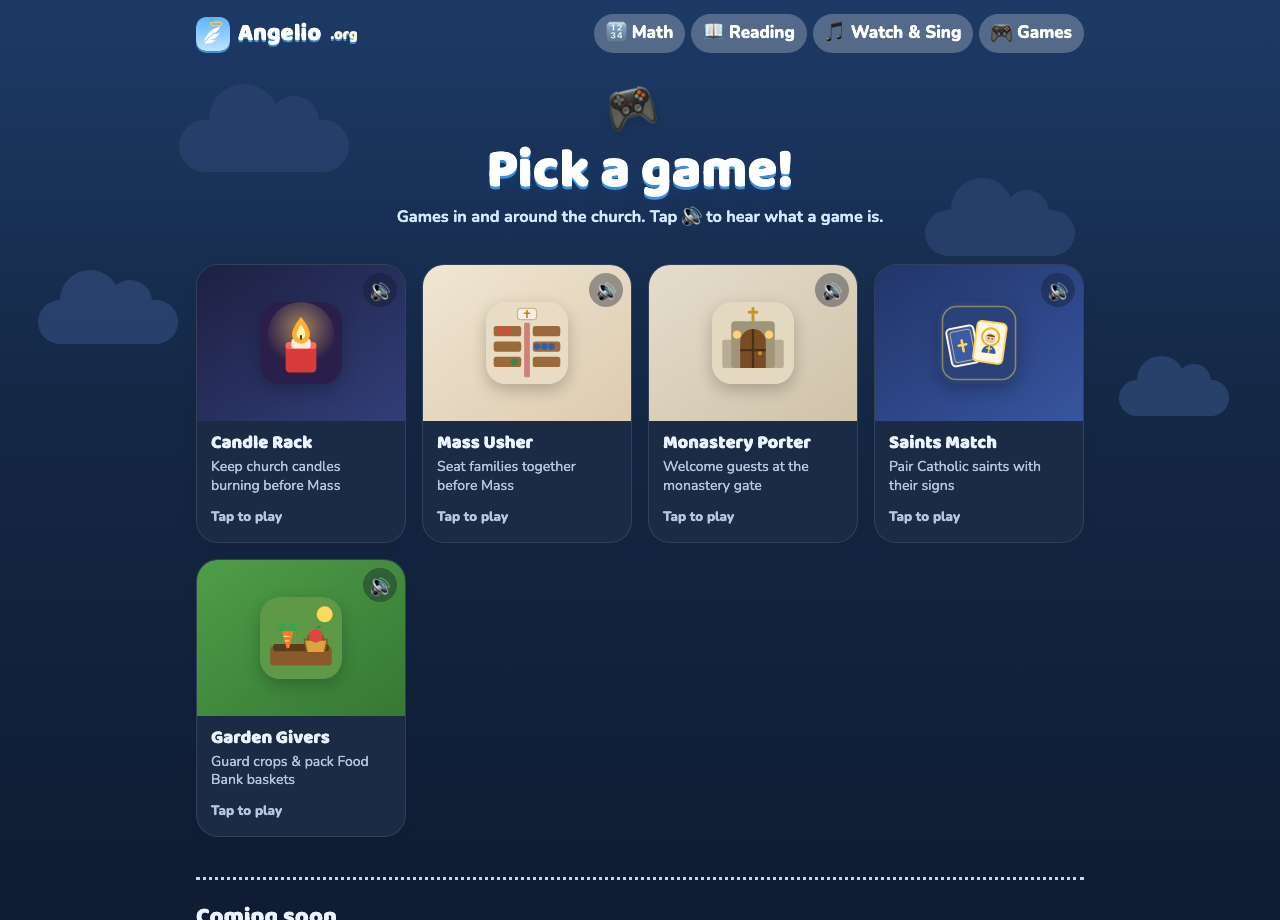 Angelio .org
Math
Reading
Watch & Sing
Games
Pick a game!
Games in and around the church. Tap 🔊 to hear what a game is.
Candle Rack
Keep church candles
burning before Mass
Tap to play
Mass Usher
Seat families together
before Mass
Tap to play
Monastery Porter
Welcome guests at the
monastery gate
Tap to play
Saints Match
Pair Catholic saints with
their signs
Tap to play
Garden Givers
Guard crops & pack Food
Bank baskets
Tap to play
Coming soon